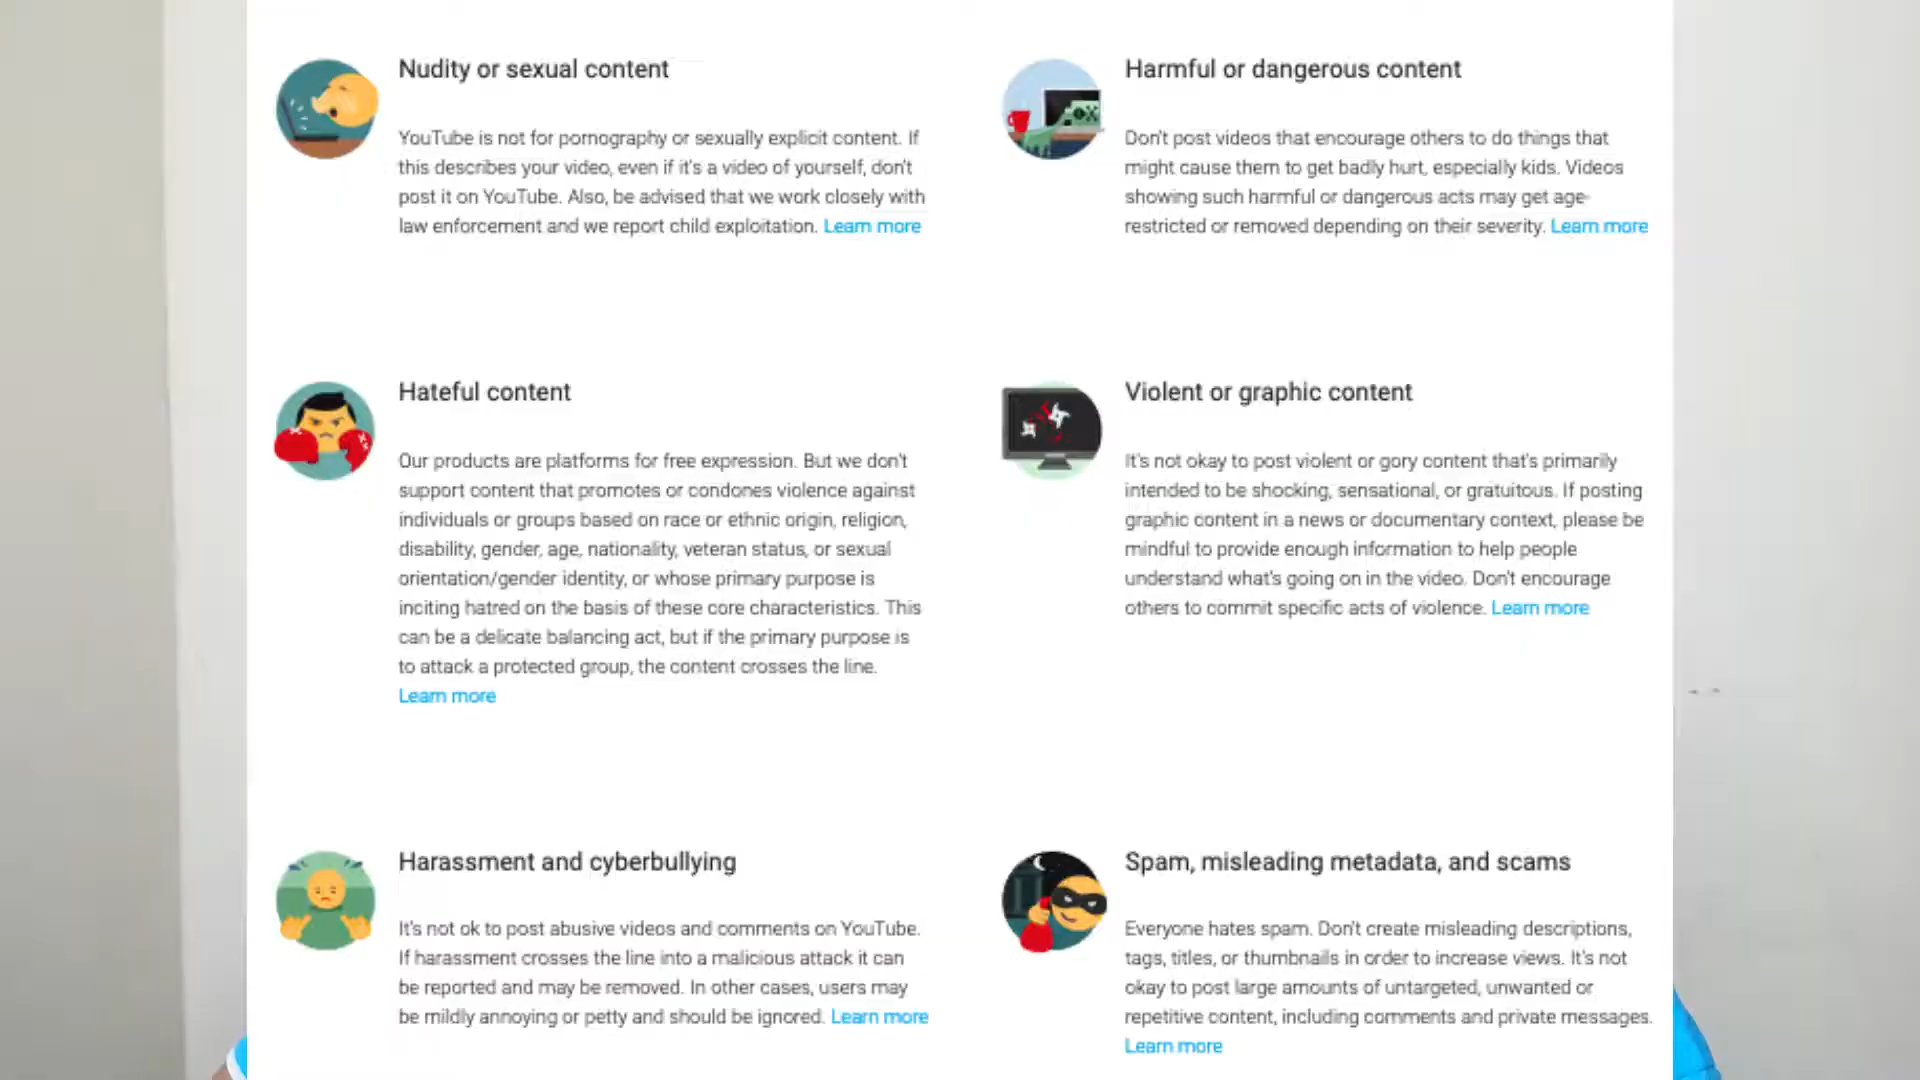 Nudity or sexual content
YouTube is not for pornography or sexually explicit content. If
this describes your video, even if it's a video of yourself, don't
post it on YouTube. Also, be advised that we work closely with
law enforcement and we report child exploitation. Learn more
Harmful or dangerous content
Don't post videos that encourage others to do things that
might cause them to get badly hurt, especially kids. Videos
showing such harmful or dangerous acts may get age-
restricted or removed depending on their severity. Learn more
Hateful content
Our products are platforms for free expression. But we don't
support content that promotes or condones violence against
individuals or groups based on race or ethnic origin, religion,
disability, gender, age, nationality, veteran status, or sexual
orientation/gender identity, or whose primary purpose is
inciting hatred on the basis of these core characteristics. This
can be a delicate balancing act, but if the primary purpose is
to attack a protected group, the content crosses the line.
Learn more
Violent or graphic content
It's not okay to post violent or gory content that's primarily
intended to be shocking, sensational, or gratuitous. If posting
graphic content in a news or documentary context, please be
mindful to provide enough information to help people
understand what's going on in the video. Don't encourage
others to commit specific acts of violence. Learn more
Harassment and cyberbullying
It's not ok to post abusive videos and comments on YouTube.
If harassment crosses the line into a malicious attack it can
be reported and may be removed. In other cases, users may
be mildly annoying or petty and should be ignored. Learn more
Spam, misleading metadata, and scams
Everyone hates spam. Don't create misleading descriptions,
tags, titles, or thumbnails in order to increase views. It's not
okay to post large amounts of untargeted, unwanted or
repetitive content, including comments and private messages.
Learn more